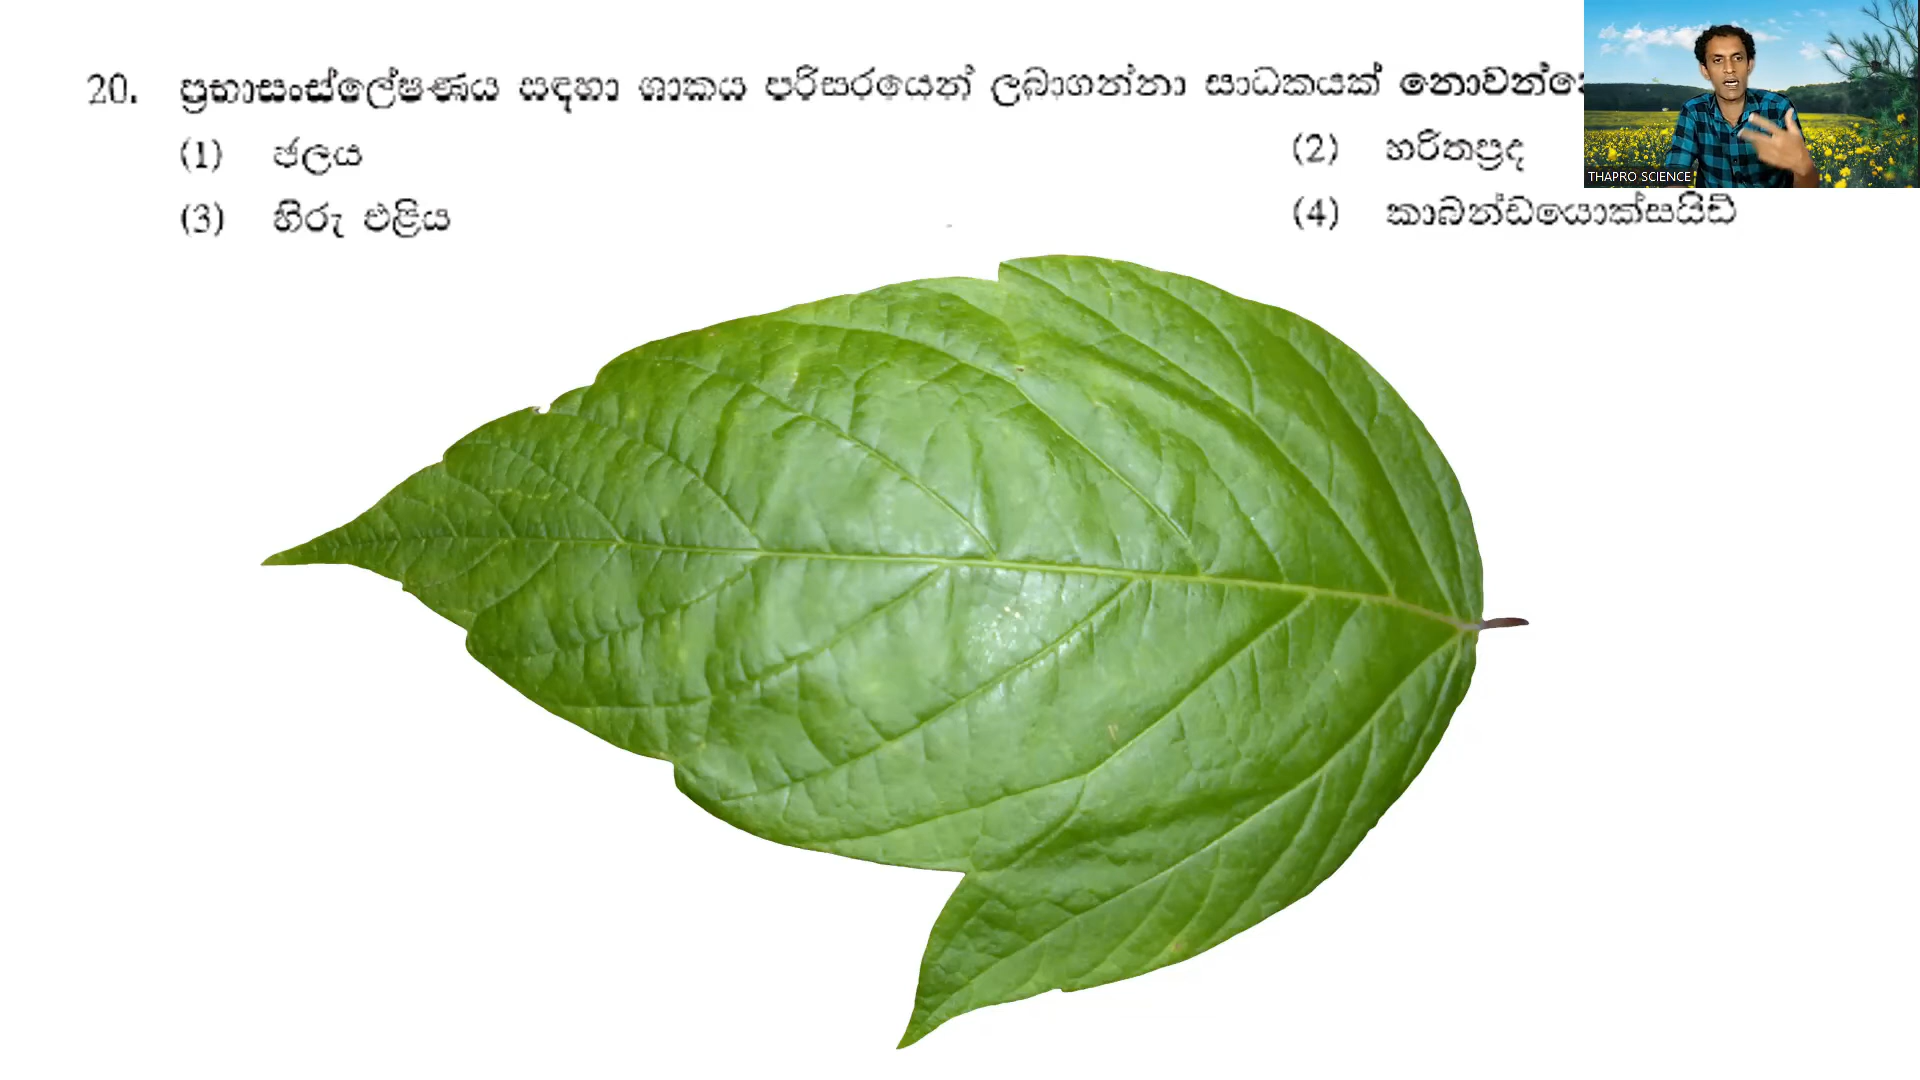 20. ප්‍රභාසංස්ලේෂණය සඳහා ශාකය පරිසරයෙන් ලබාගන්නා සාධකයක් නොවන්නේ
(1) ජලය (2) හරිතප්‍රද
(3) හිරු එළිය (4) කාබන්ඩයොක්සයිඩ්
THAPRO SCIENCE